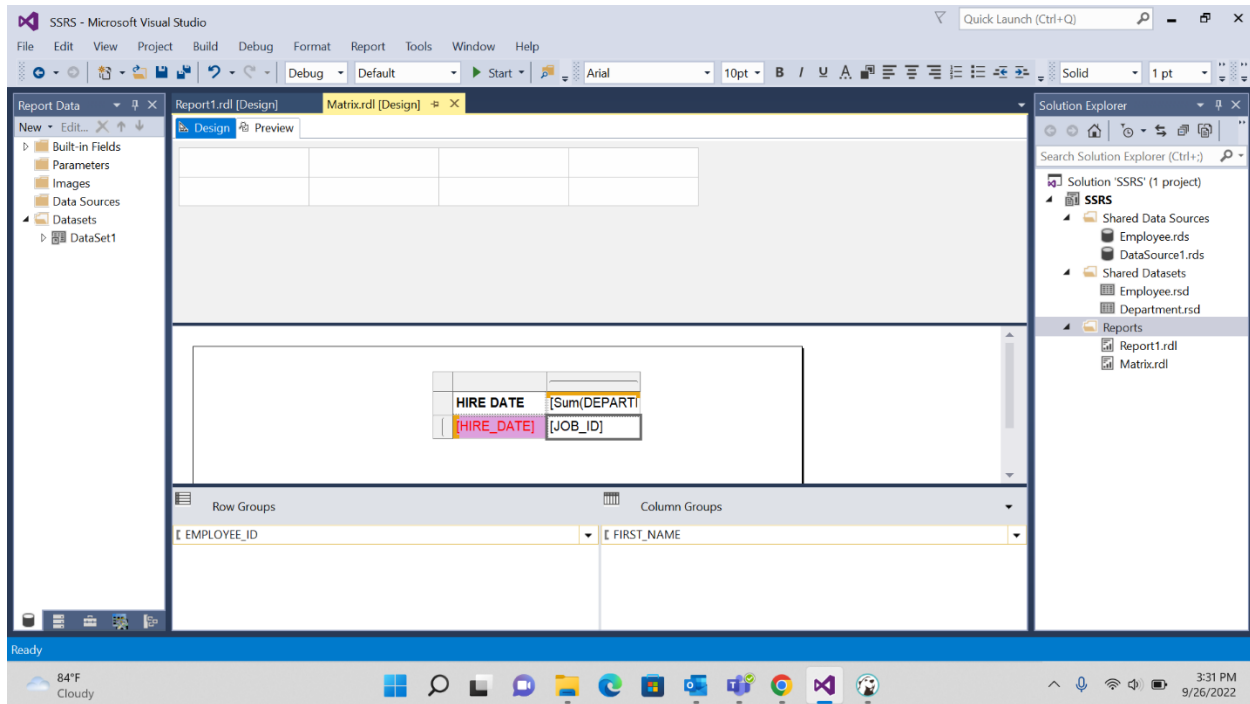 SSRS - Microsoft Visual Studio
Quick Launch (Ctrl+Q)
File Edit View Project Build Debug Format Report Tools Window Help
Debug Default Start Arial 10pt B I U A Solid 1 pt
Report Data
Report1.rdl [Design] Matrix.rdl [Design]
Solution Explorer
New Edit...
Design Preview
Built-in Fields
Parameters
Images
Data Sources
Datasets
DataSet1
Search Solution Explorer (Ctrl+;)
Solution 'SSRS' (1 project)
SSRS
Shared Data Sources
Employee.rds
DataSource1.rds
Shared Datasets
Employee.rsd
Department.rsd
Reports
Report1.rdl
Matrix.rdl
HIRE DATE [Sum(DEPARTI
[HIRE_DATE] [JOB_ID]
Row Groups Column Groups
[ EMPLOYEE_ID [ FIRST_NAME
Ready
84°F
Cloudy
3:31 PM
9/26/2022